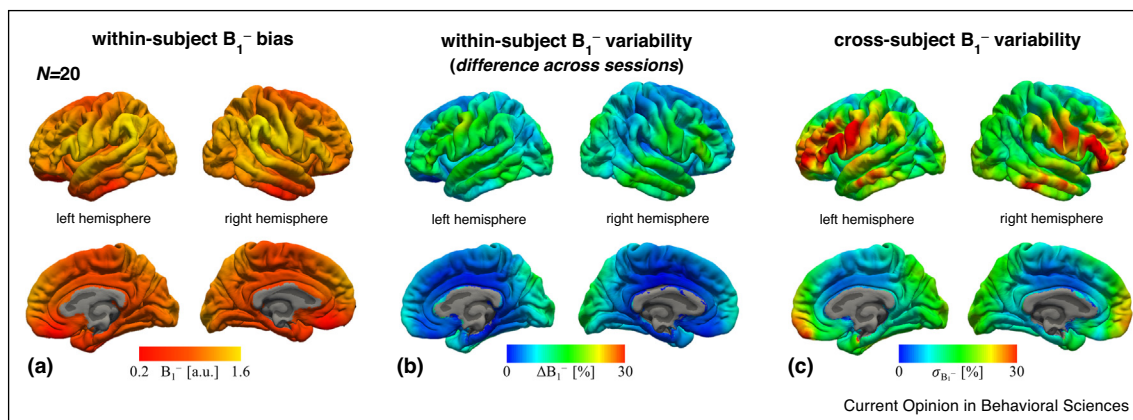 within-subject B₁⁻ bias
within-subject B₁⁻ variability
(difference across sessions)
cross-subject B₁⁻ variability
N=20
left hemisphere
right hemisphere
left hemisphere
right hemisphere
left hemisphere
right hemisphere
(a)
0.2 B₁⁻ [a.u.] 1.6
(b)
0 ΔB₁⁻ [%] 30
(c)
0 σB₁⁻ [%] 30
Current Opinion in Behavioral Sciences